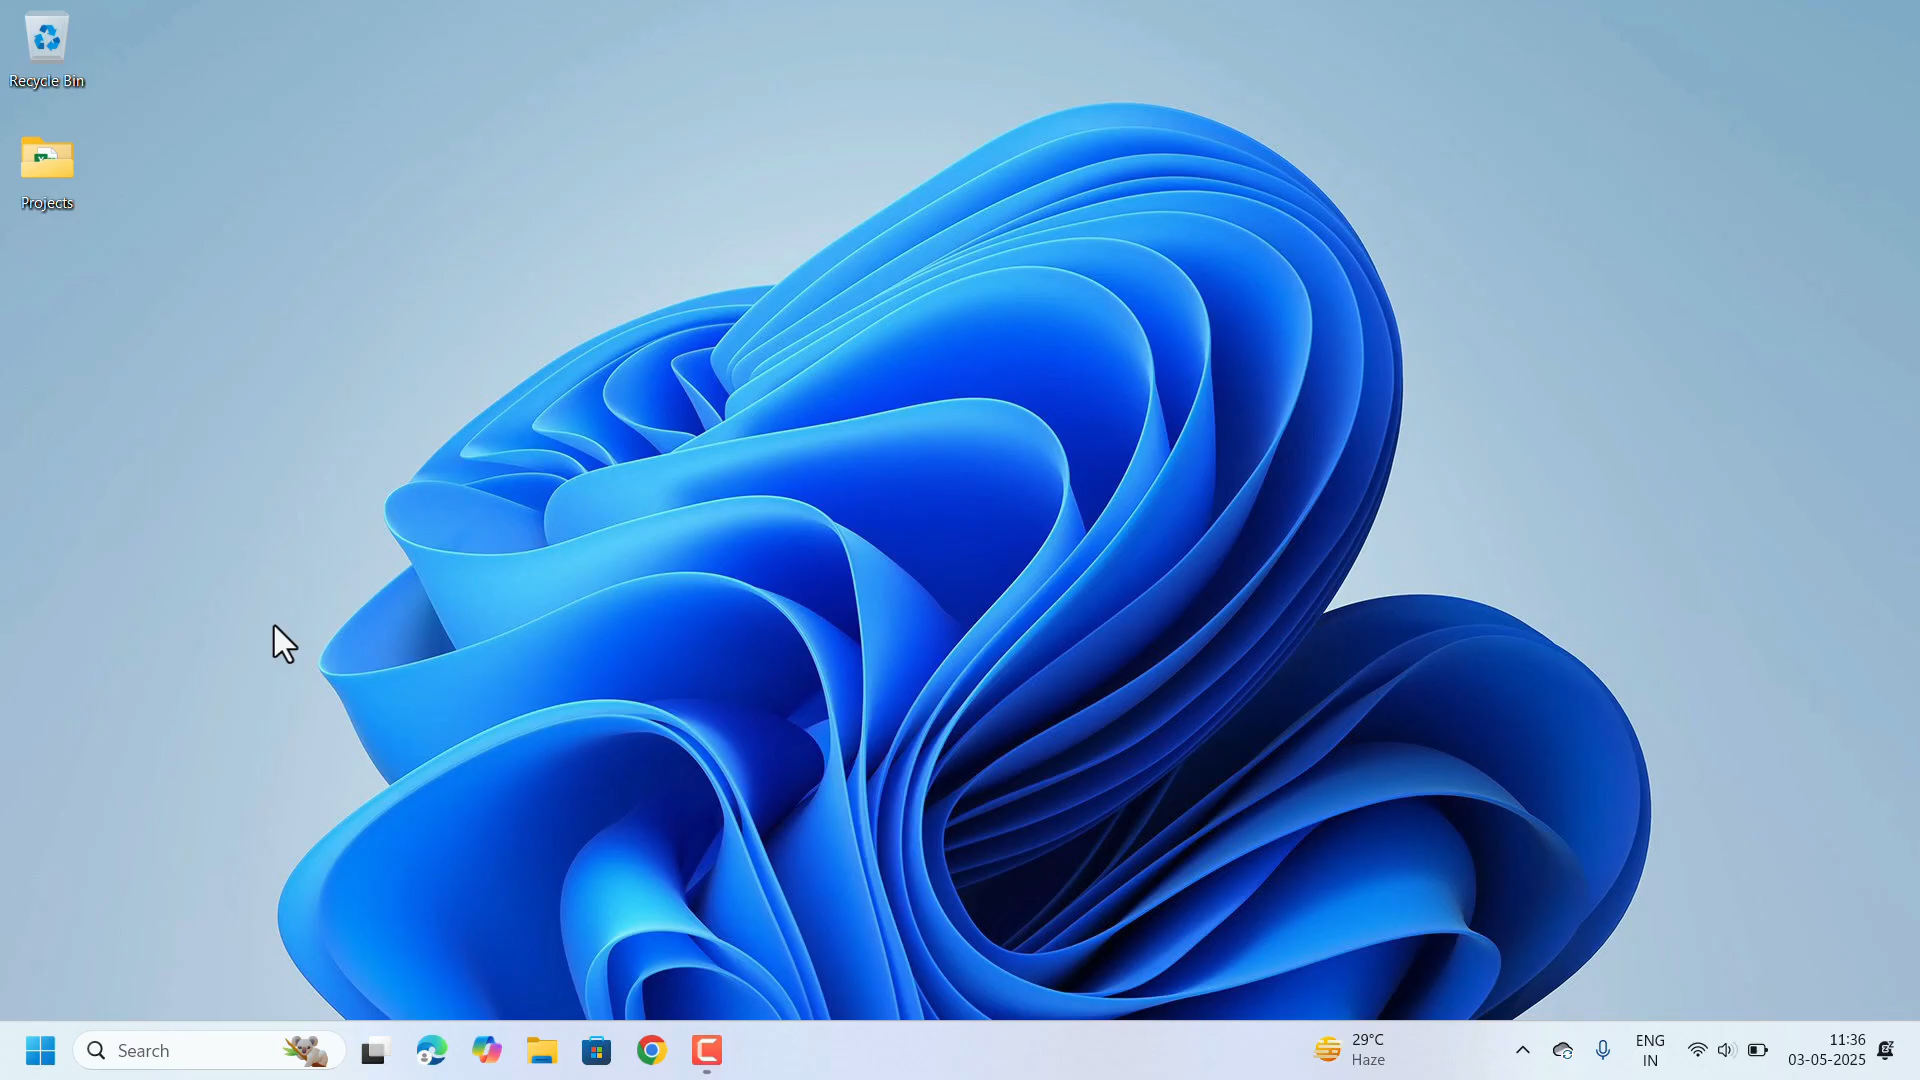 Recycle Bin
Projects
Search
29°C
Haze
ENG
IN
11:36
03-05-2025